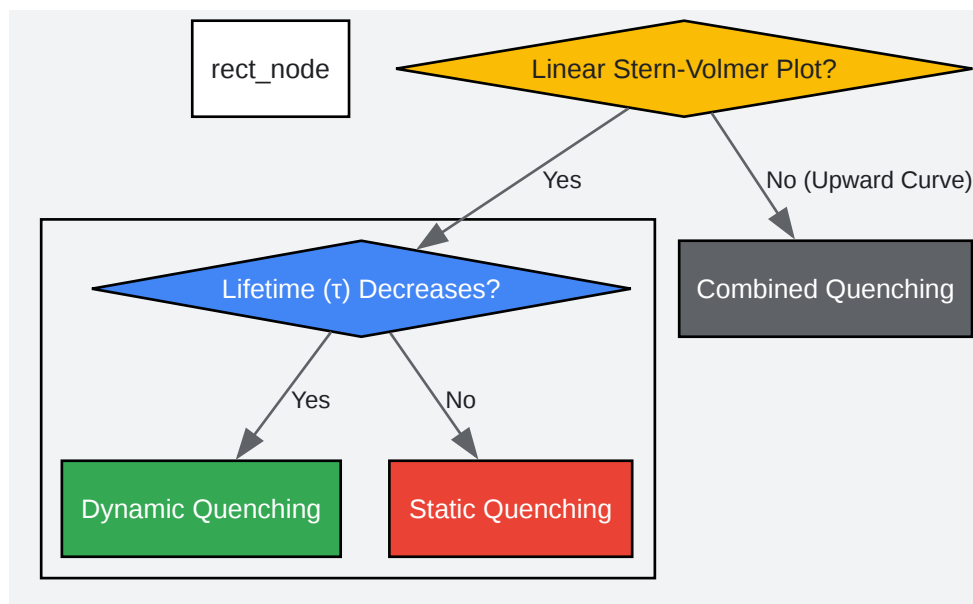 rect_node
Linear Stern-Volmer Plot?
Yes
No (Upward Curve)
Lifetime (τ) Decreases?
Combined Quenching
Yes
No
Dynamic Quenching
Static Quenching